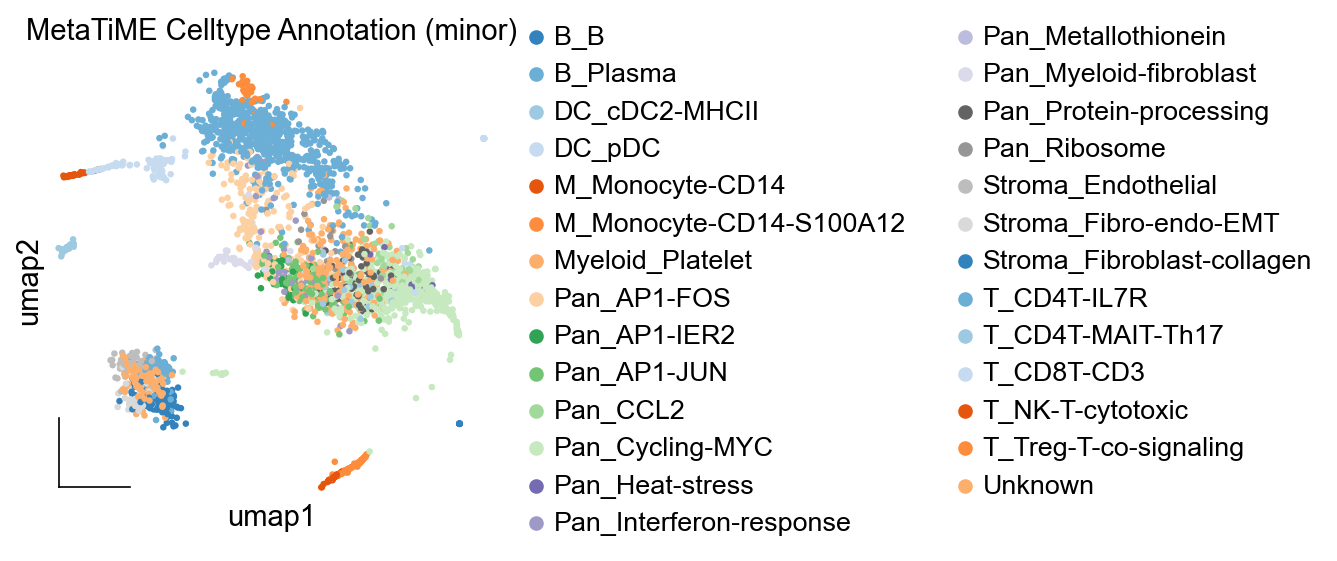 MetaTiME Celltype Annotation (minor)
umap2
umap1
B_B
B_Plasma
DC_cDC2-MHCII
DC_pDC
M_Monocyte-CD14
M_Monocyte-CD14-S100A12
Myeloid_Platelet
Pan_AP1-FOS
Pan_AP1-IER2
Pan_AP1-JUN
Pan_CCL2
Pan_Cycling-MYC
Pan_Heat-stress
Pan_Interferon-response
Pan_Metallothionein
Pan_Myeloid-fibroblast
Pan_Protein-processing
Pan_Ribosome
Stroma_Endothelial
Stroma_Fibro-endo-EMT
Stroma_Fibroblast-collagen
T_CD4T-IL7R
T_CD4T-MAIT-Th17
T_CD8T-CD3
T_NK-T-cytotoxic
T_Treg-T-co-signaling
Unknown